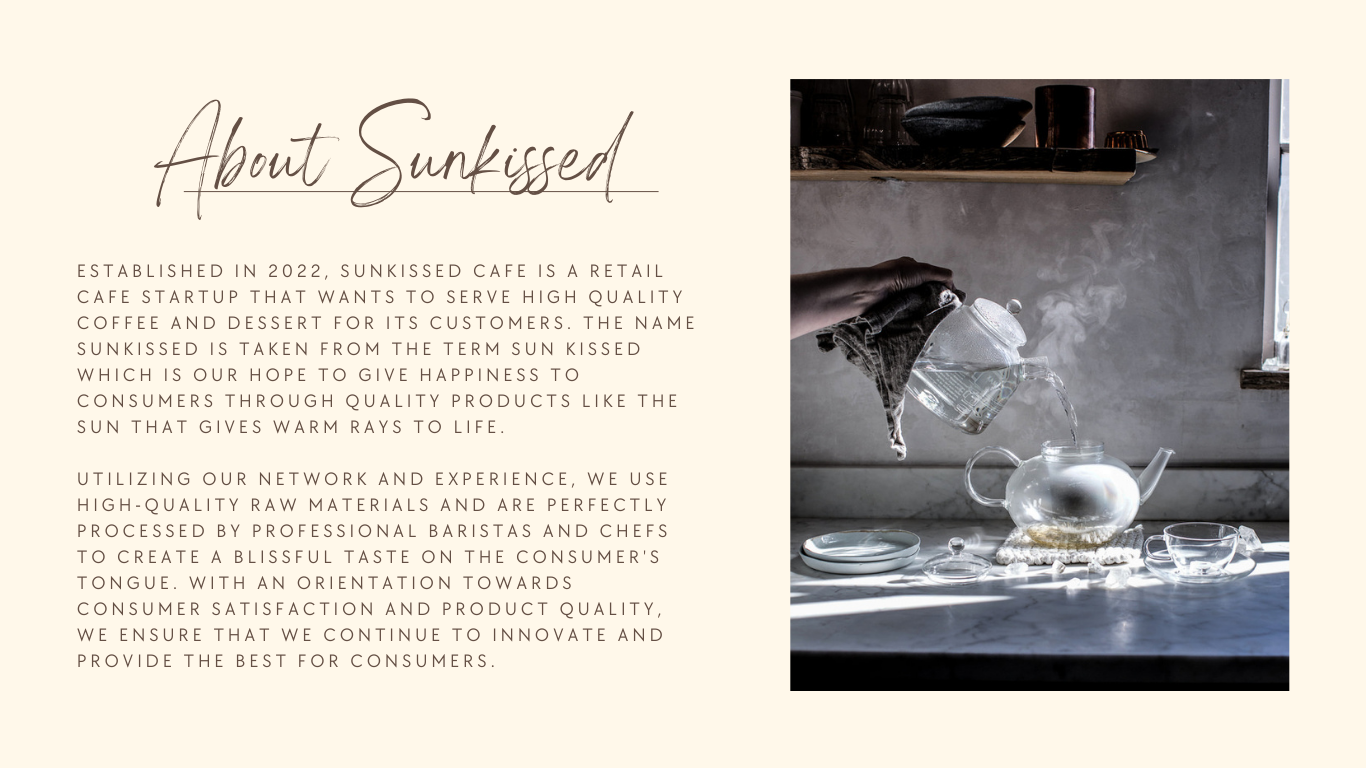 About Sunkissed
ESTABLISHED IN 2022, SUNKISSED CAFE IS A RETAIL
CAFE STARTUP THAT WANTS TO SERVE HIGH QUALITY
COFFEE AND DESSERT FOR ITS CUSTOMERS. THE NAME
SUNKISSED IS TAKEN FROM THE TERM SUN KISSED
WHICH IS OUR HOPE TO GIVE HAPPINESS TO
CONSUMERS THROUGH QUALITY PRODUCTS LIKE THE
SUN THAT GIVES WARM RAYS TO LIFE.
UTILIZING OUR NETWORK AND EXPERIENCE, WE USE
HIGH-QUALITY RAW MATERIALS AND ARE PERFECTLY
PROCESSED BY PROFESSIONAL BARISTAS AND CHEFS
TO CREATE A BLISSFUL TASTE ON THE CONSUMER'S
TONGUE. WITH AN ORIENTATION TOWARDS
CONSUMER SATISFACTION AND PRODUCT QUALITY,
WE ENSURE THAT WE CONTINUE TO INNOVATE AND
PROVIDE THE BEST FOR CONSUMERS.